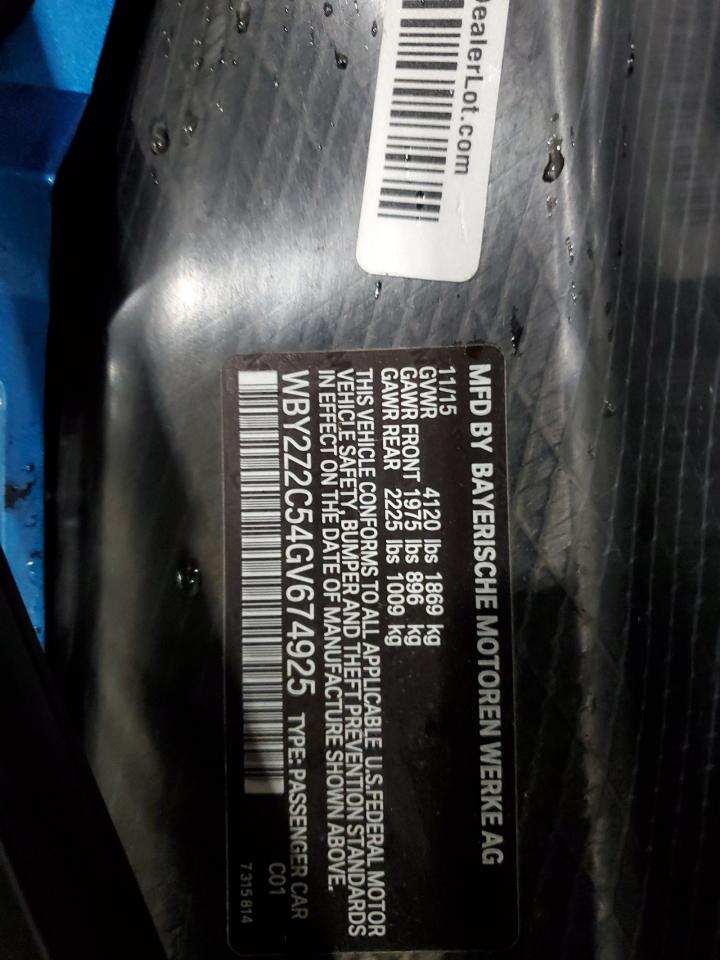 DealerLot.com
MFD BY BAYERISCHE MOTOREN WERKE AG
11/15
GVWR 4120 lbs 1869 kg
GAWR FRONT 1975 lbs 896 kg
GAWR REAR 2225 lbs 1009 kg
THIS VEHICLE CONFORMS TO ALL APPLICABLE U.S.FEDERAL MOTOR
VEHICLE SAFETY, BUMPER AND THEFT PREVENTION STANDARDS
IN EFFECT ON THE DATE OF MANUFACTURE SHOWN ABOVE.
WBY2Z2C54GV674925 TYPE: PASSENGER CAR
C01
7315814